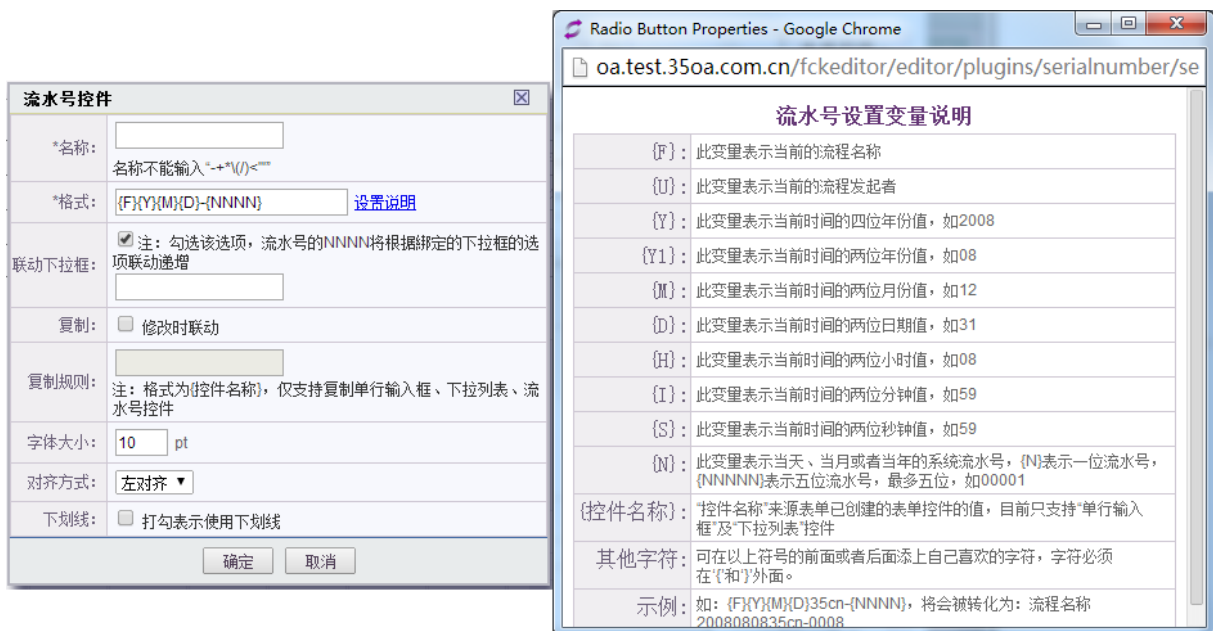 流水号控件
*名称：
名称不能输入“-+*\(/)<"'"
*格式： {F}{Y}{M}{D}-{NNNN} 设置说明
联动下拉框：
注：勾选该选项，流水号的NNNN将根据綁定的下拉框的选
项联动递增
复制： 修改时联动
复制规则：
注：格式为{控件名称}，仅支持复制单行输入框、下拉列表、流
水号控件
字体大小： 10 pt
对齐方式： 左对齐
下划线： 打勾表示使用下划线
确定 取消
Radio Button Properties - Google Chrome
oa.test.35oa.com.cn/fckeditor/editor/plugins/serialnumber/se
流水号设置变量说明
{F}： 此变量表示当前的流程名称
{U}： 此变量表示当前的流程发起者
{Y}： 此变量表示当前时间的四位年份值，如2008
{Y1}： 此变量表示当前时间的两位年份值，如08
{M}： 此变量表示当前时间的两位月份值，如12
{D}： 此变量表示当前时间的两位日期值，如31
{H}： 此变量表示当前时间的两位小时值，如08
{I}： 此变量表示当前时间的两位分钟值，如59
{S}： 此变量表示当前时间的两位秒钟值，如59
{N}： 此变量表示当天、当月或者当年的系统流水号，{N}表示一位流水号，
{NNNNN}表示五位流水号，最多五位，如00001
{控件名称}： “控件名称”来源表单已创建的表单控件的值，目前只支持“单行输入
框”及“下拉列表”控件
其他字符： 可在以上符号的前面或者后面添上自己喜欢的字符，字符必须
在'{'和'}'外面。
示例： 如：{F}{Y}{M}{D}35cn-{NNNN}，将会被转化为：流程名称
2008080835cn-0008